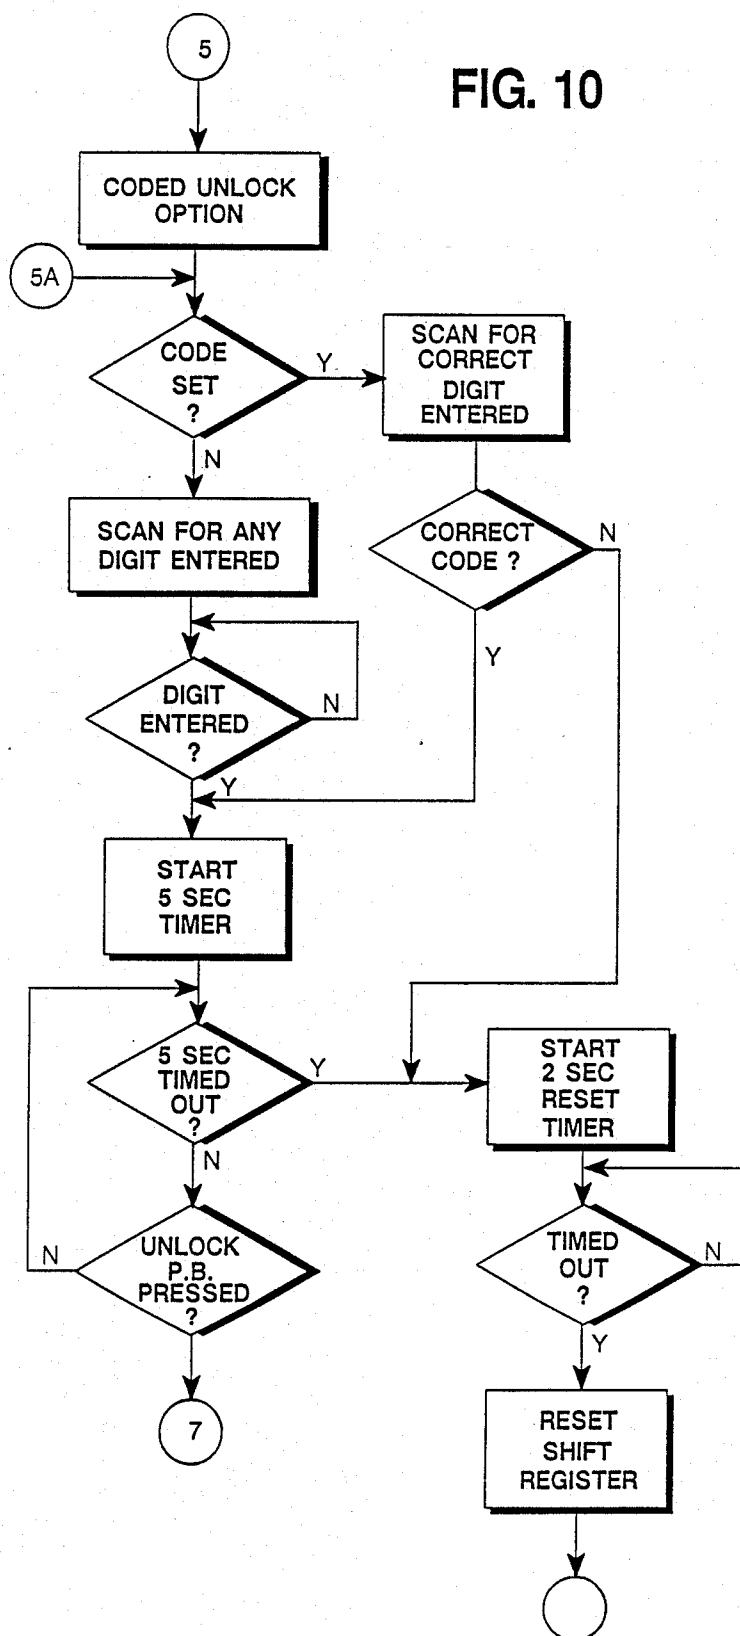 5
FIG. 10
CODED UNLOCK
OPTION
5A
CODE
SET
?
Y
SCAN FOR
CORRECT
DIGIT
ENTERED
N
SCAN FOR ANY
DIGIT ENTERED
CORRECT
CODE ?
N
Y
DIGIT
ENTERED
?
N
Y
START
5 SEC
TIMER
5 SEC
TIMED
OUT
?
Y
START
2 SEC
RESET
TIMER
N
UNLOCK
P.B.
PRESSED
?
N
TIMED
OUT
?
N
Y
7
RESET
SHIFT
REGISTER